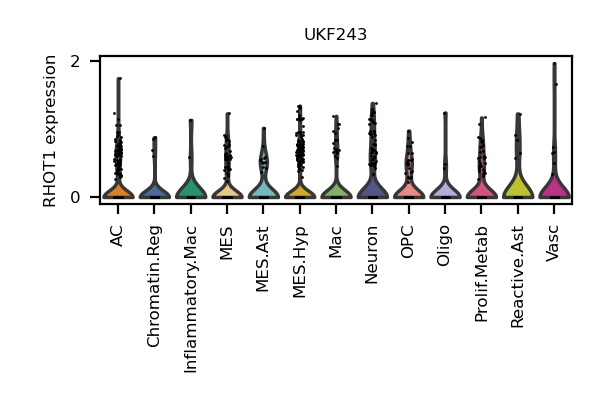 UKF243
RHOT1 expression
2
0
AC
Chromatin.Reg
Inflammatory.Mac
MES
MES.Ast
MES.Hyp
Mac
Neuron
OPC
Oligo
Prolif.Metab
Reactive.Ast
Vasc